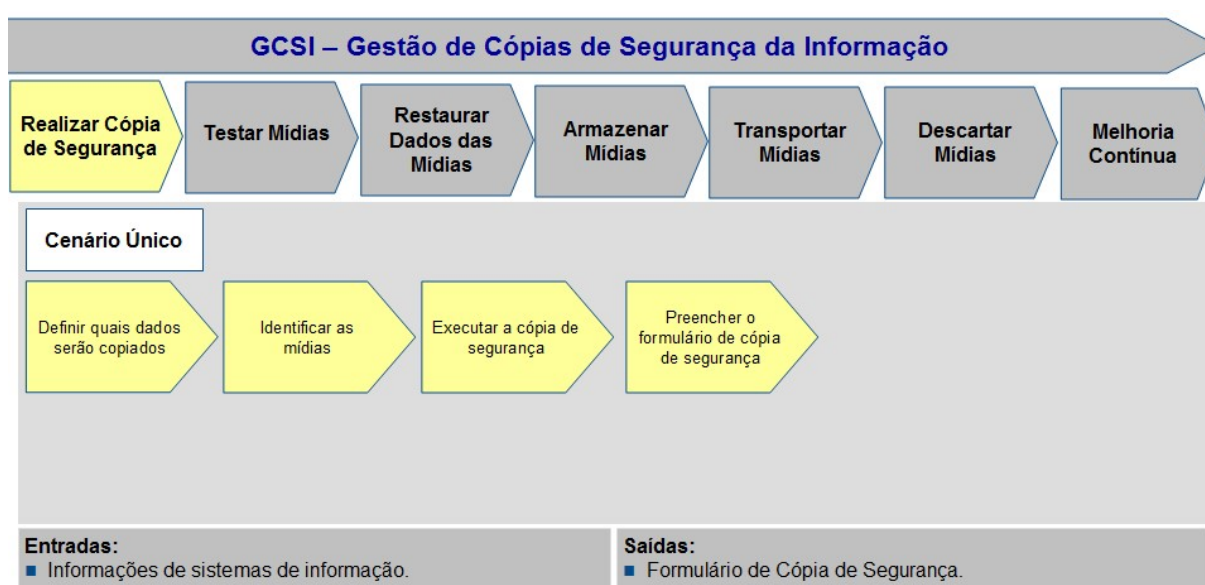 GCSI – Gestão de Cópias de Segurança da Informação
Realizar Cópia
de Segurança
Testar Mídias
Restaurar
Dados das
Mídias
Armazenar
Mídias
Transportar
Mídias
Descartar
Mídias
Melhoria
Contínua
Cenário Único
Definir quais dados
serão copiados
Identificar as
mídias
Executar a cópia de
segurança
Preencher o
formulário de cópia
de segurança
Entradas:
■ Informações de sistemas de informação.
Saídas:
■ Formulário de Cópia de Segurança.